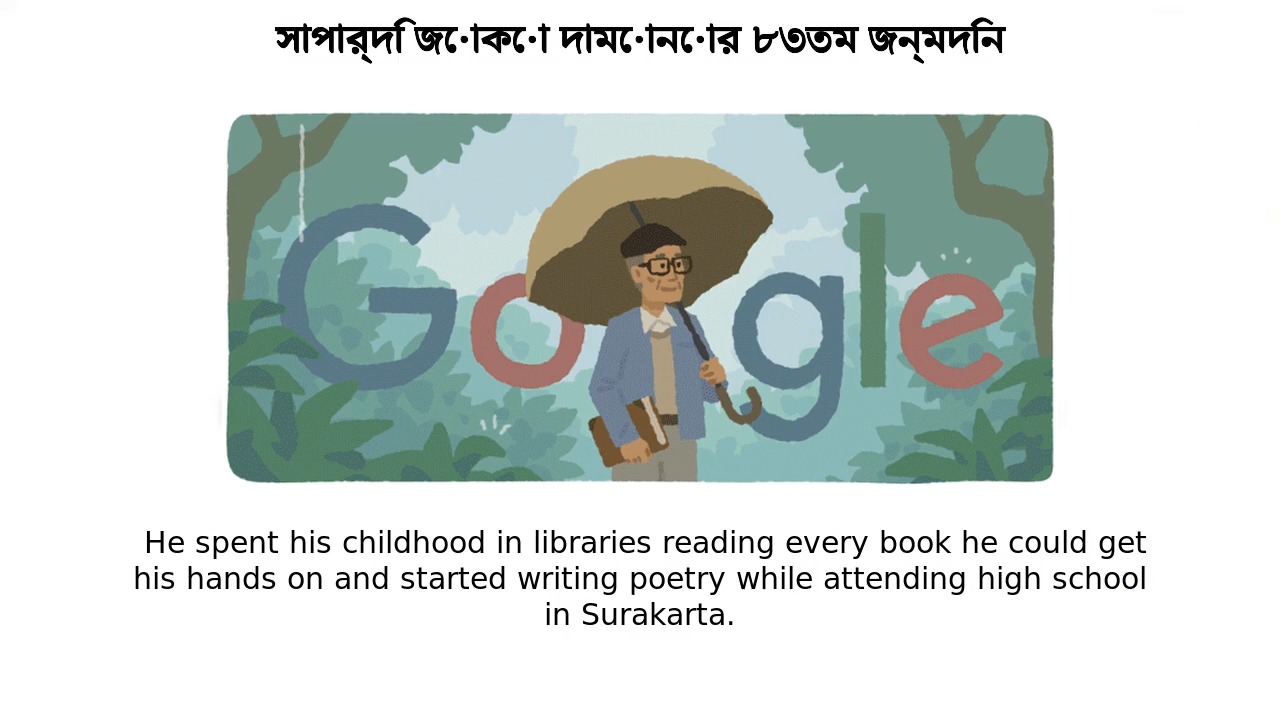 সাপার্দি জোকো দামোনোর ৮৩তম জন্মদিন
Google
He spent his childhood in libraries reading every book he could get
his hands on and started writing poetry while attending high school
in Surakarta.